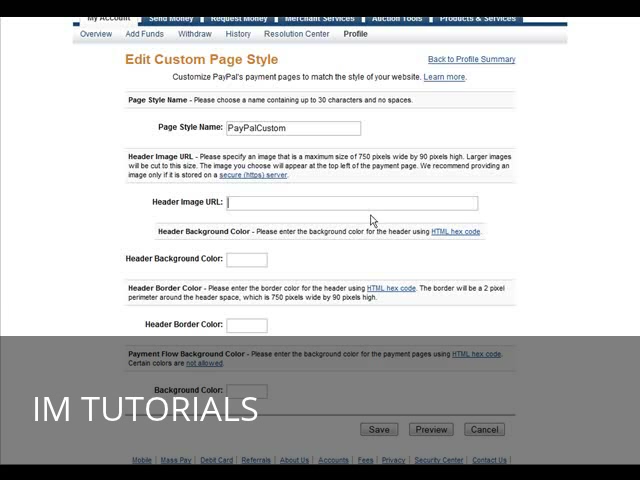 My Account Send Money Request Money Merchant Services Auction Tools Products & Services
Overview Add Funds Withdraw History Resolution Center Profile
Edit Custom Page Style
Back to Profile Summary
Customize PayPal's payment pages to match the style of your website. Learn more.
Page Style Name - Please choose a name containing up to 30 characters and no spaces.
Page Style Name: PayPalCustom
Header Image URL - Please specify an image that is a maximum size of 750 pixels wide by 90 pixels high. Larger images
will be cut to this size. The image you choose will appear at the top left of the payment page. We recommend providing an
image only if it is stored on a secure (https) server.
Header Image URL:
Header Background Color - Please enter the background color for the header using HTML hex code.
Header Background Color:
Header Border Color - Please enter the border color for the header using HTML hex code. The border will be a 2 pixel
perimeter around the header space, which is 750 pixels wide by 90 pixels high.
Header Border Color:
Payment Flow Background Color - Please enter the background color for the payment pages using HTML hex code.
Certain colors are not allowed.
Background Color:
IM TUTORIALS
Save Preview Cancel
Mobile | Mass Pay | Debit Card | Referrals | About Us | Accounts | Fees | Privacy | Security Center | Contact Us |